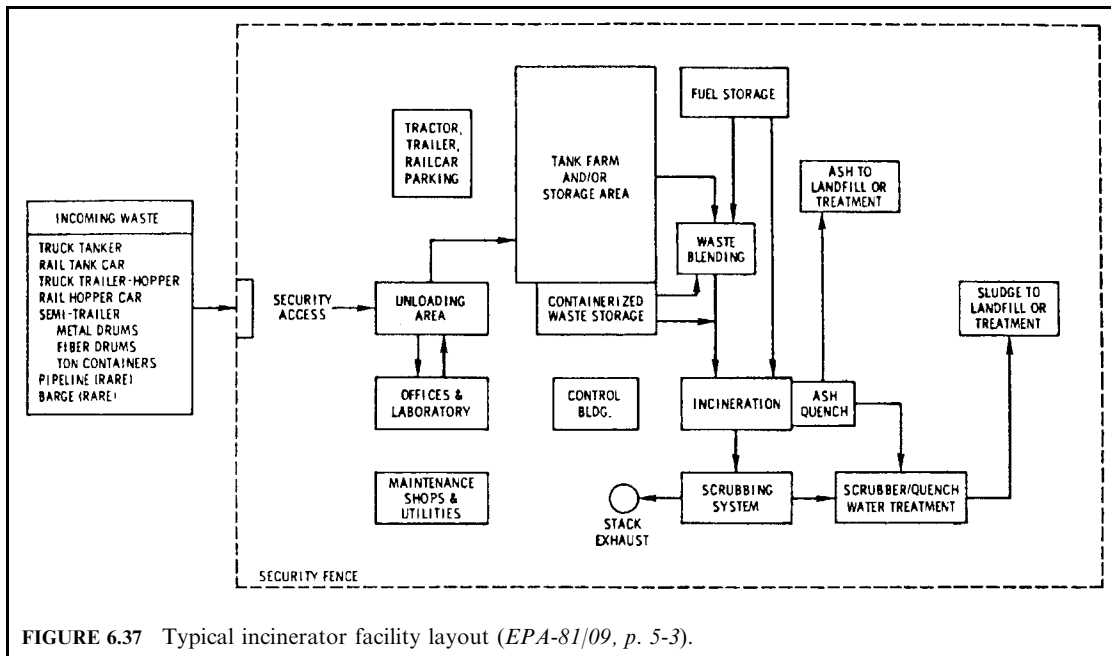 INCOMING WASTE
TRUCK TANKER
RAIL TANK CAR
TRUCK TRAILER-HOPPER
RAIL HOPPER CAR
SEMI-TRAILER
METAL DRUMS
FIBER DRUMS
TON CONTAINERS
PIPELINE (RARE)
BARGE (RARE)
SECURITY
ACCESS
TRACTOR,
TRAILER,
RAILCAR
PARKING
UNLOADING
AREA
OFFICES &
LABORATORY
MAINTENANCE
SHOPS &
UTILITIES
TANK FARM
AND/OR
STORAGE AREA
CONTAINERIZED
WASTE STORAGE
CONTROL
BLDG.
FUEL STORAGE
WASTE
BLENDING
INCINERATION
ASH
QUENCH
ASH TO
LANDFILL OR
TREATMENT
SLUDGE TO
LANDFILL OR
TREATMENT
STACK
EXHAUST
SCRUBBING
SYSTEM
SCRUBBER/QUENCH
WATER TREATMENT
SECURITY FENCE
FIGURE 6.37 Typical incinerator facility layout (EPA-81/09, p. 5-3).